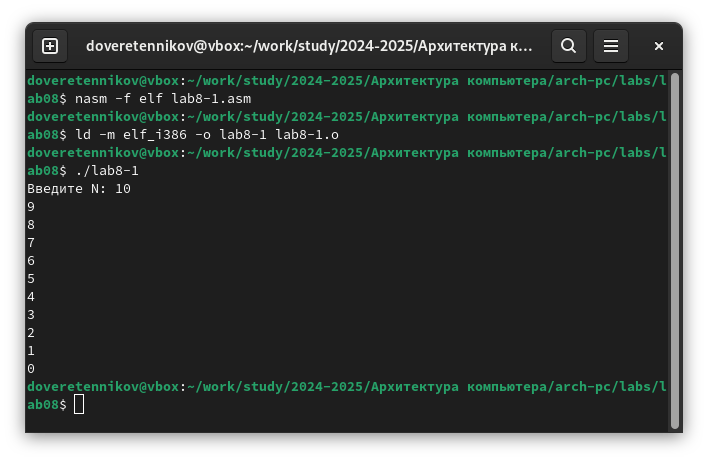 doveretennikov@vbox:~/work/study/2024-2025/Архитектура к...
doveretennikov@vbox:~/work/study/2024-2025/Архитектура компьютера/arch-pc/labs/l
ab08$ nasm -f elf lab8-1.asm
doveretennikov@vbox:~/work/study/2024-2025/Архитектура компьютера/arch-pc/labs/l
ab08$ ld -m elf_i386 -o lab8-1 lab8-1.o
doveretennikov@vbox:~/work/study/2024-2025/Архитектура компьютера/arch-pc/labs/l
ab08$ ./lab8-1
Введите N: 10
9
8
7
6
5
4
3
2
1
0
doveretennikov@vbox:~/work/study/2024-2025/Архитектура компьютера/arch-pc/labs/l
ab08$